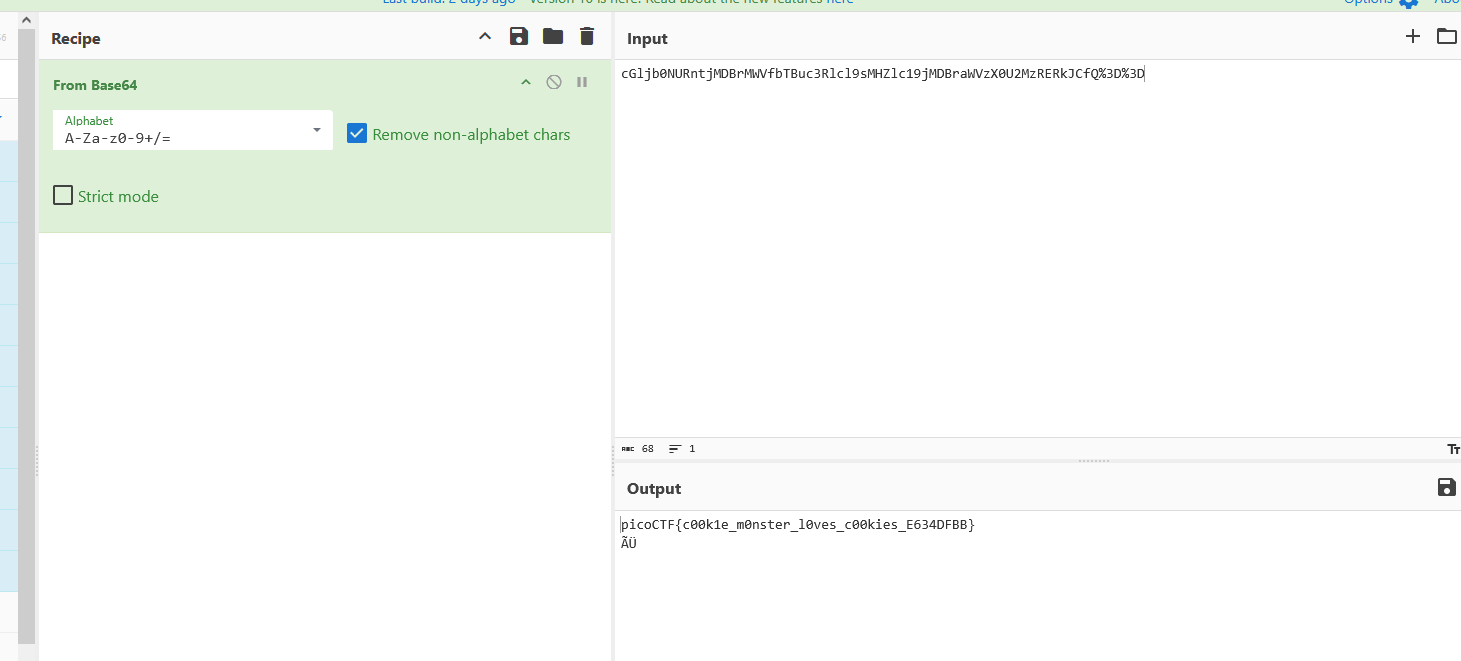 Last build: 2 days ago - Version 10 is here! Read about the new features here
Options
Abo
Recipe
Input
From Base64
Alphabet
A-Za-z0-9+/=
Remove non-alphabet chars
Strict mode
cGljb0NURntjMDBrMWVfbTBuc3Rlcl9sMHZlc19jMDBraWVzX0U2MzRERkJCfQ%3D%3D
ABC 68 1
Tт
Output
picoCTF{c00k1e_m0nster_l0ves_c00kies_E634DFBB}
ÃÜ